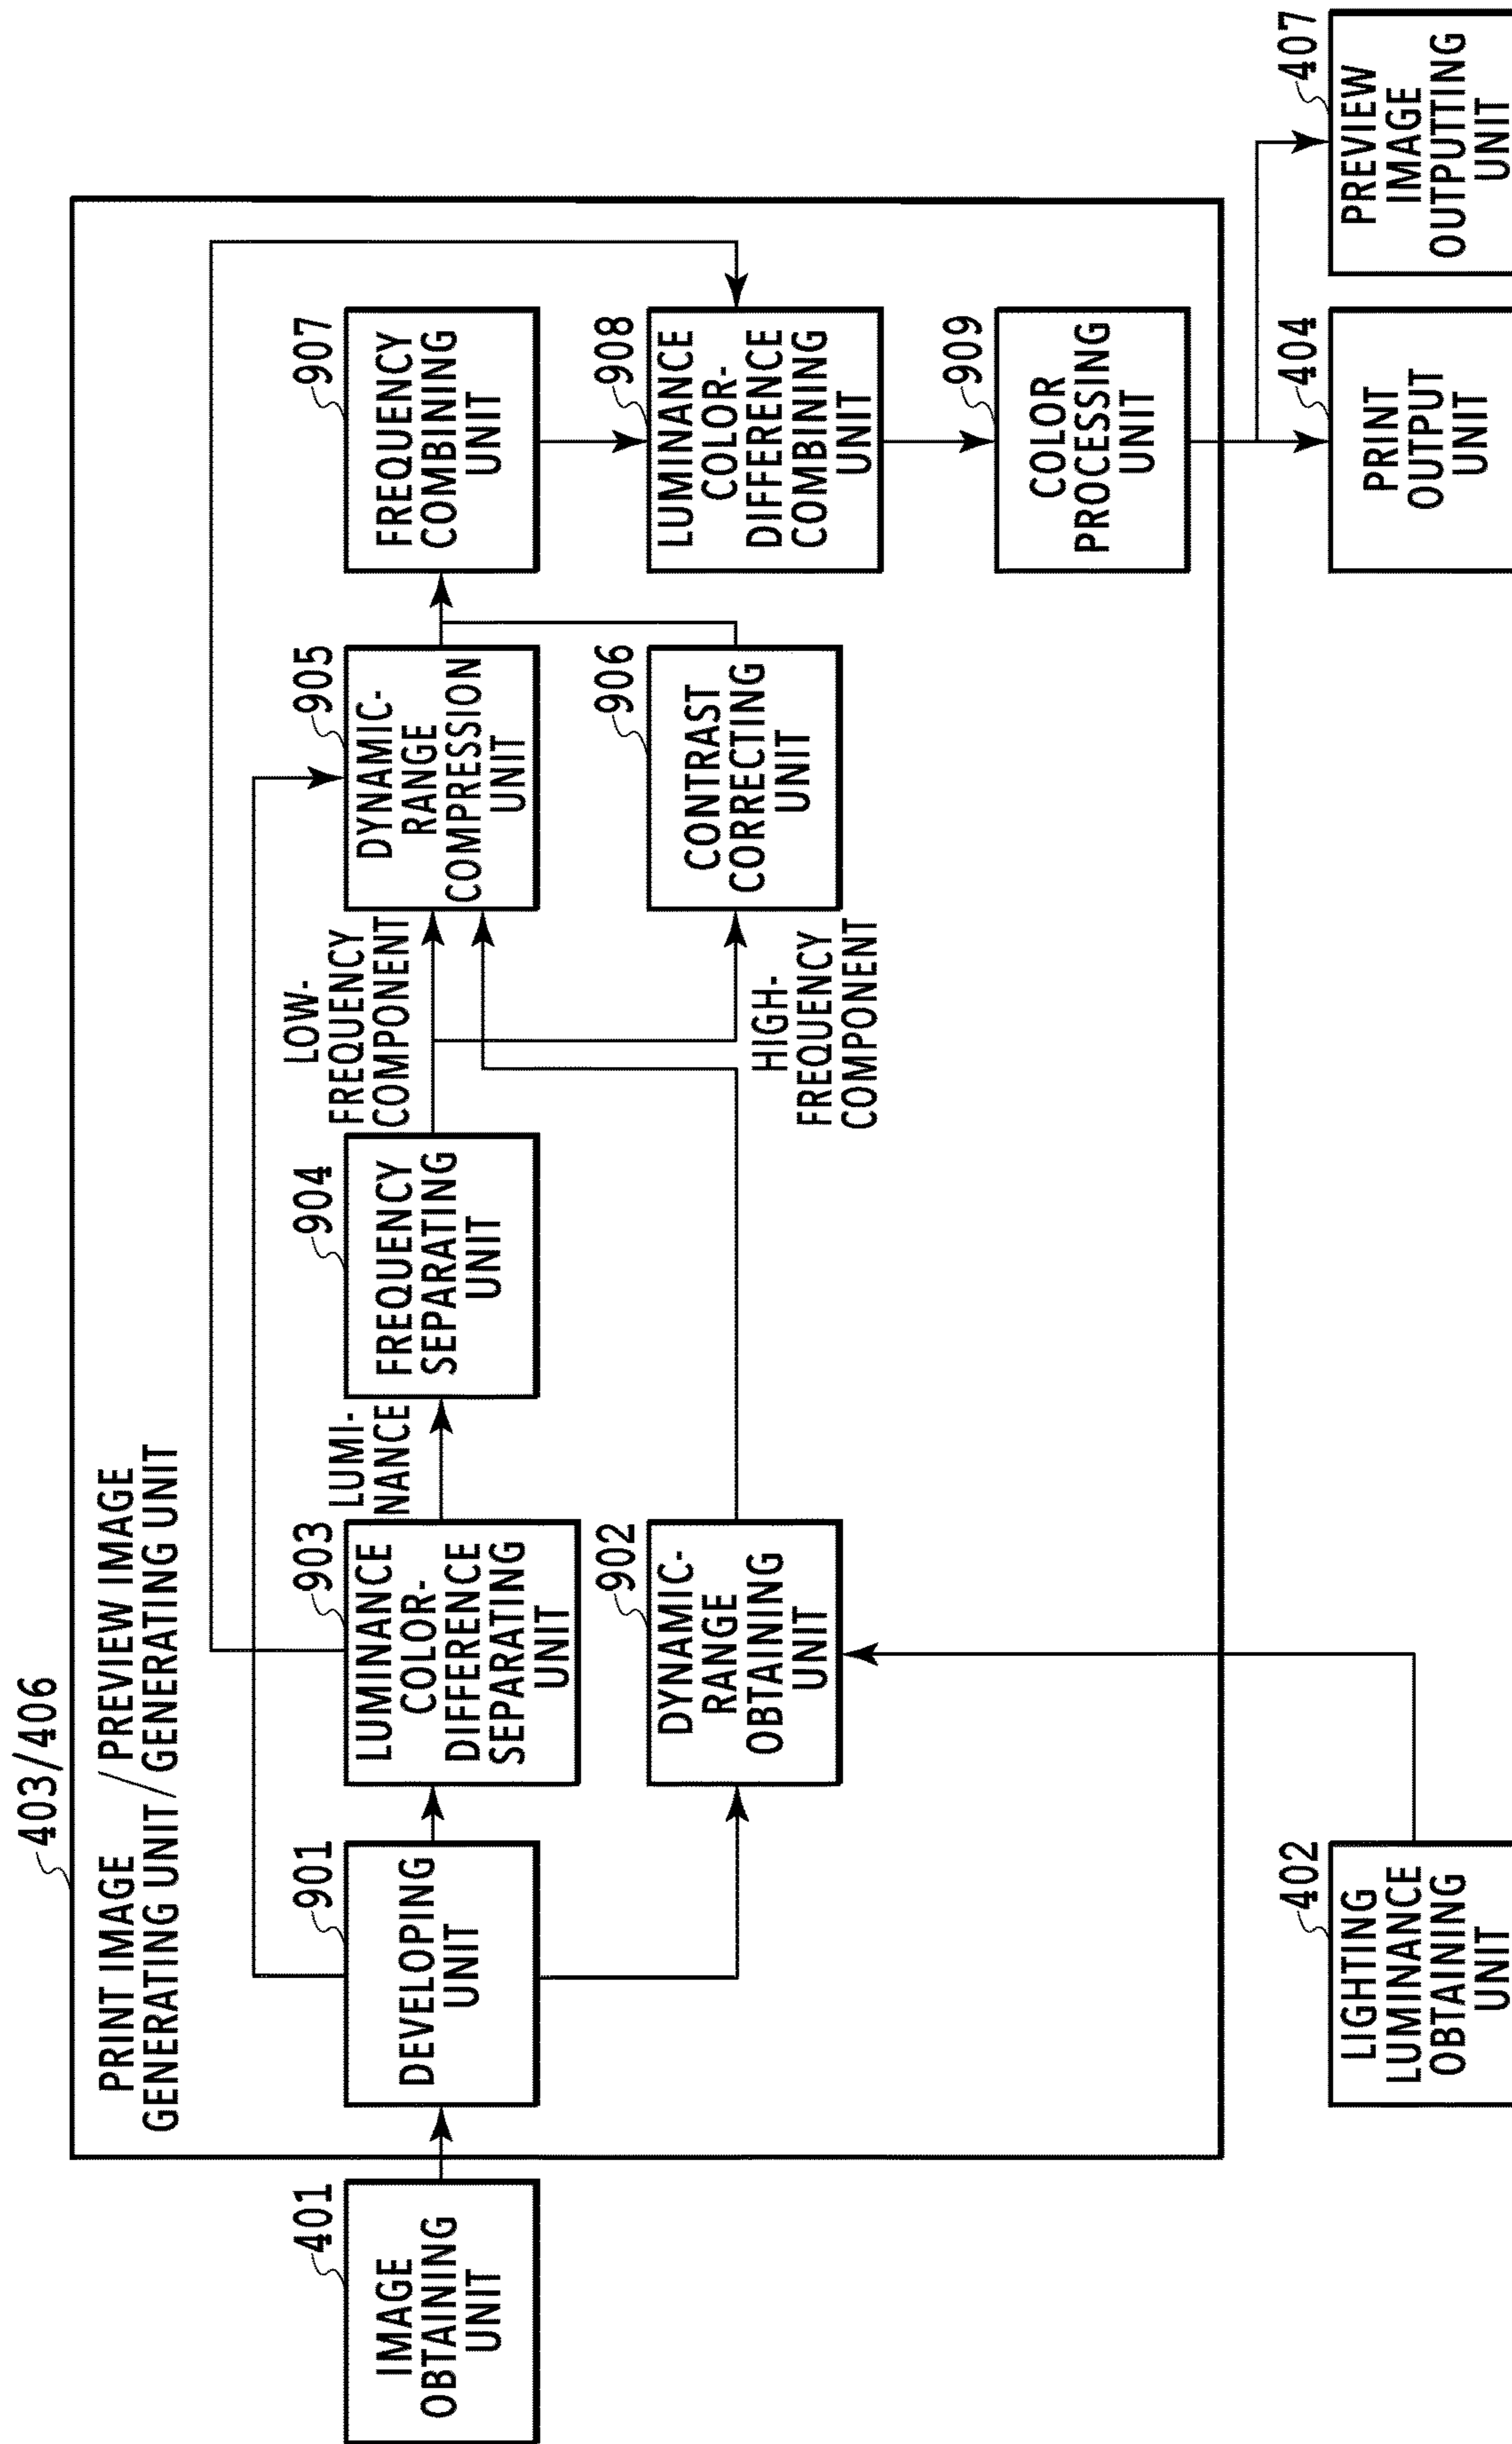 403/406
PRINT IMAGE / PREVIEW IMAGE
GENERATING UNIT / GENERATING UNIT
401
IMAGE
OBTAINING
UNIT
901
DEVELOPING
UNIT
903
LUMINANCE
COLOR-
DIFFERENCE
SEPARATING
UNIT
LUMI-
NANCE
904
FREQUENCY
SEPARATING
UNIT
LOW-
FREQUENCY
COMPONENT
905
DYNAMIC-
RANGE
COMPRESSION
UNIT
907
FREQUENCY
COMBINING
UNIT
902
DYNAMIC-
RANGE
OBTAINING
UNIT
HIGH-
FREQUENCY
COMPONENT
906
CONTRAST
CORRECTING
UNIT
908
LUMINANCE
COLOR-
DIFFERENCE
COMBINING
UNIT
909
COLOR
PROCESSING
UNIT
402
LIGHTING
LUMINANCE
OBTAINING
UNIT
404
PRINT
OUTPUT
UNIT
407
PREVIEW
IMAGE
OUTPUTTING
UNIT